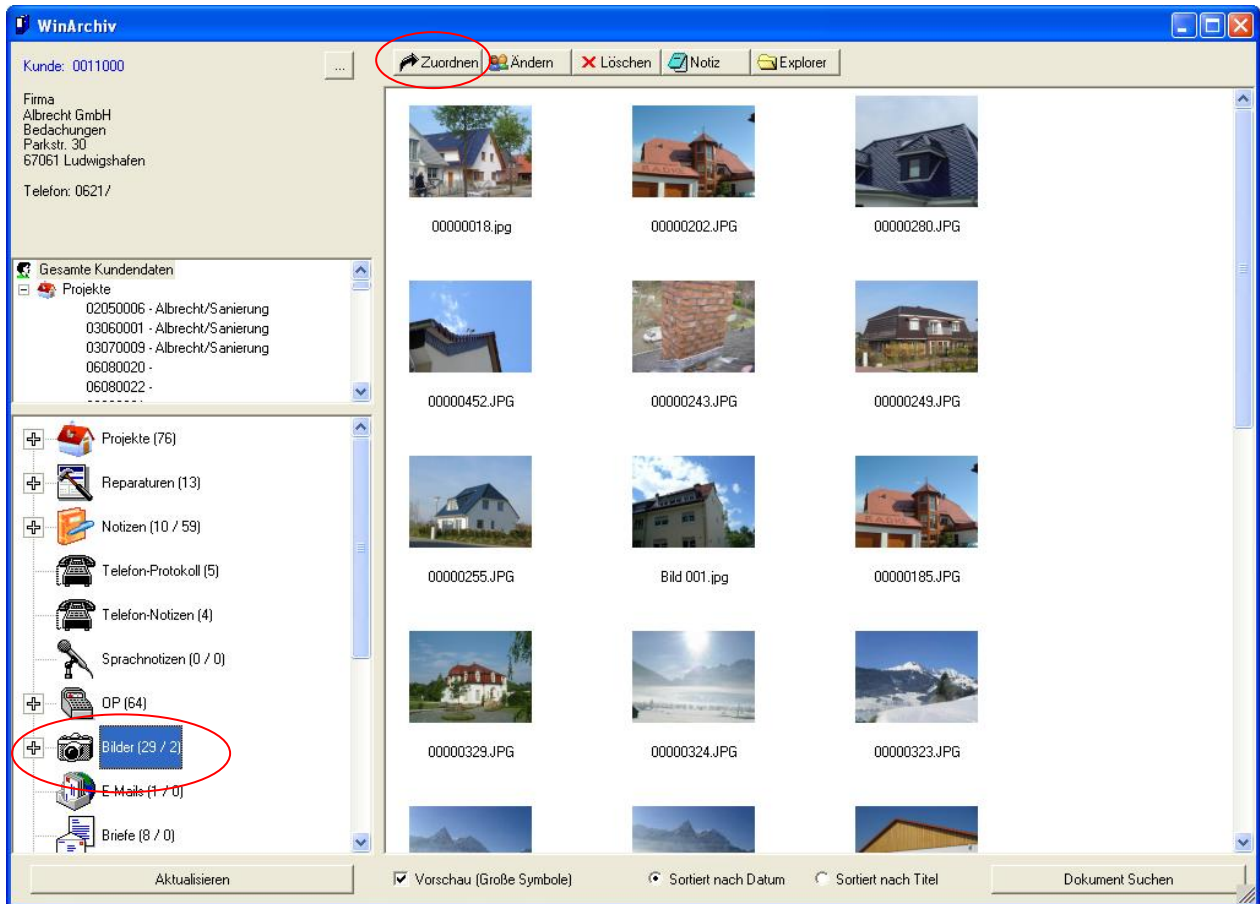 WinArchiv
Kunde: 0011000
...
Firma
Albrecht GmbH
Bedachungen
Parkstr. 30
67061 Ludwigshafen
Telefon: 0621/
Gesamte Kundendaten
Projekte
02050006 - Albrecht/Sanierung
03060001 - Albrecht/Sanierung
03070009 - Albrecht/Sanierung
06080020 -
06080022 -
Projekte (76)
Reparaturen (13)
Notizen (10 / 59)
Telefon-Protokoll (5)
Telefon-Notizen (4)
Sprachnotizen (0 / 0)
OP (64)
Bilder (29 / 2)
E-Mails (1 / 0)
Briefe (8 / 0)
Aktualisieren
Zuordnen Ändern Löschen Notiz Explorer
00000018.jpg 00000202.JPG 00000280.JPG
00000452.JPG 00000243.JPG 00000249.JPG
00000255.JPG Bild 001.jpg 00000185.JPG
00000329.JPG 00000324.JPG 00000323.JPG
Vorschau (Große Symbole) Sortiert nach Datum Sortiert nach Titel Dokument Suchen